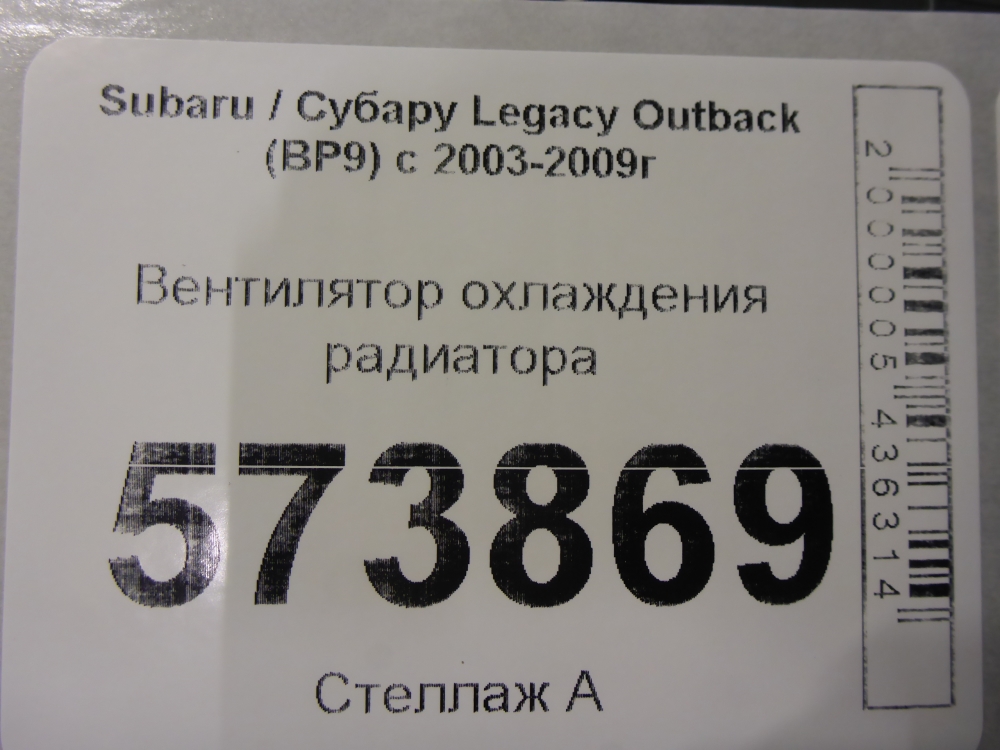 Subaru / Субару Legacy Outback
(BP9) с 2003-2009г
Вентилятор охлаждения
радиатора
573869
Стеллаж А
2000005436314